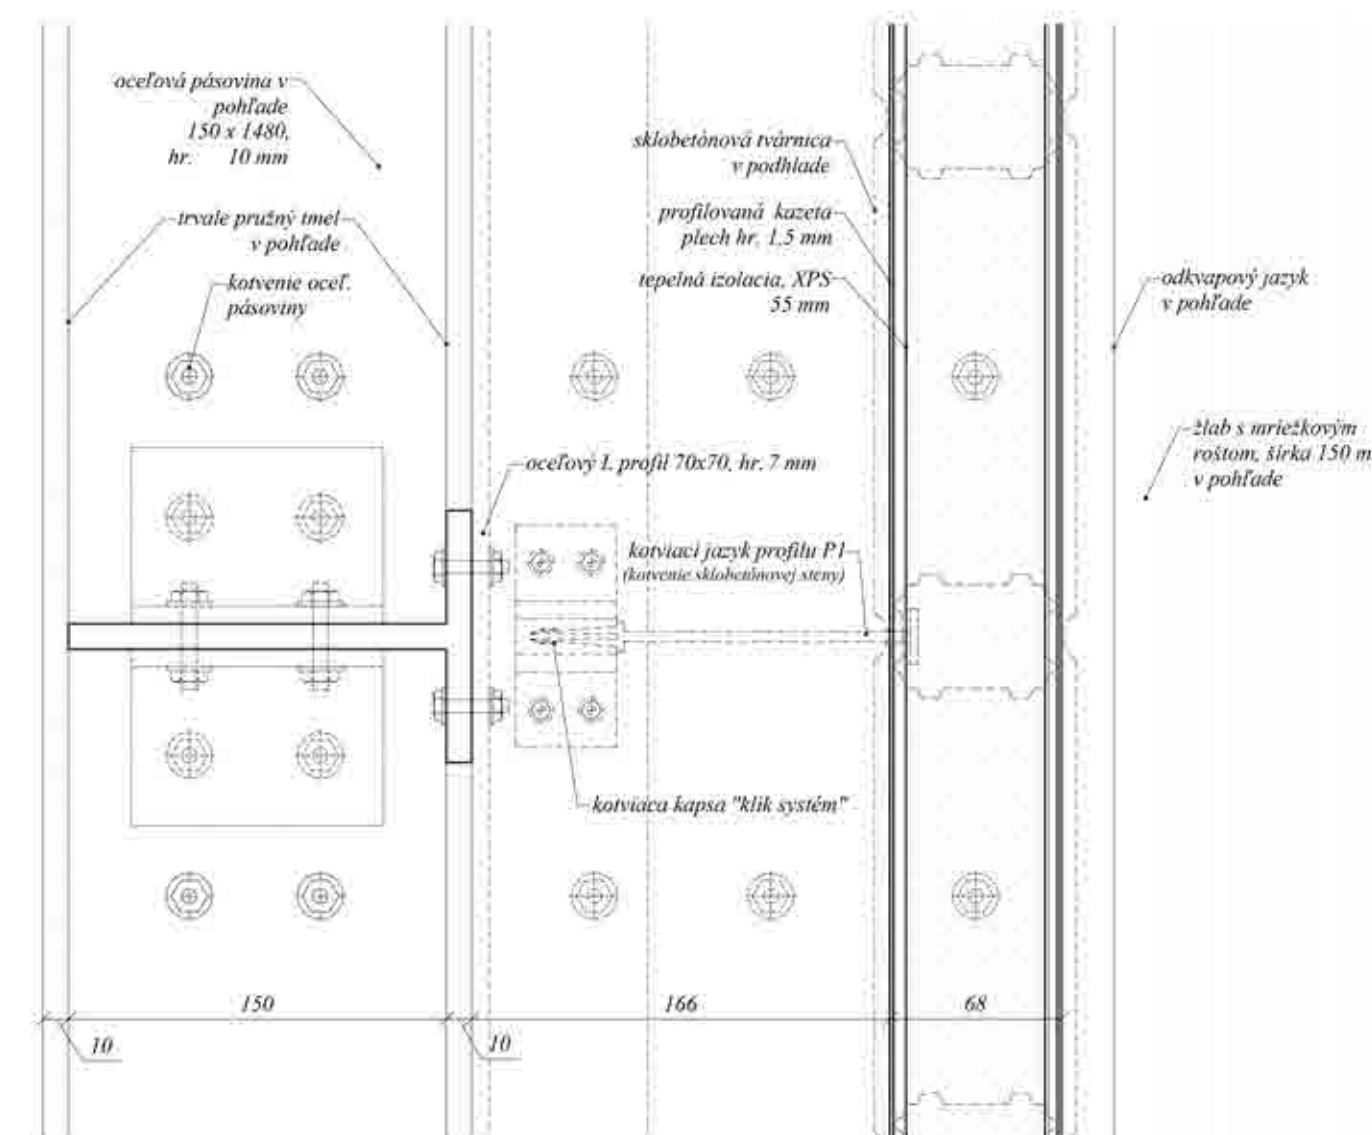 oceľová pásovina v
pohľade
150 x 1480,
hr. 10 mm
trvale pružný tmel
v pohľade
kotvenie oceľ.
pásoviny
sklobetónová tvárnica
v podhlade
profilovaná kazeta
plech hr. 1,5 mm
tepelná izolacia, XPS
55 mm
odkvapový jazyk
v pohľade
žlab s mriežkovým
roštom, šírka 150 m
v pohľade
oceľový L profil 70x70, hr. 7 mm
kotviaci jazyk profilu P1
(kotvenie sklobetónovej steny)
kotviaca kapsa "klik systém"
150
166
68
10
10